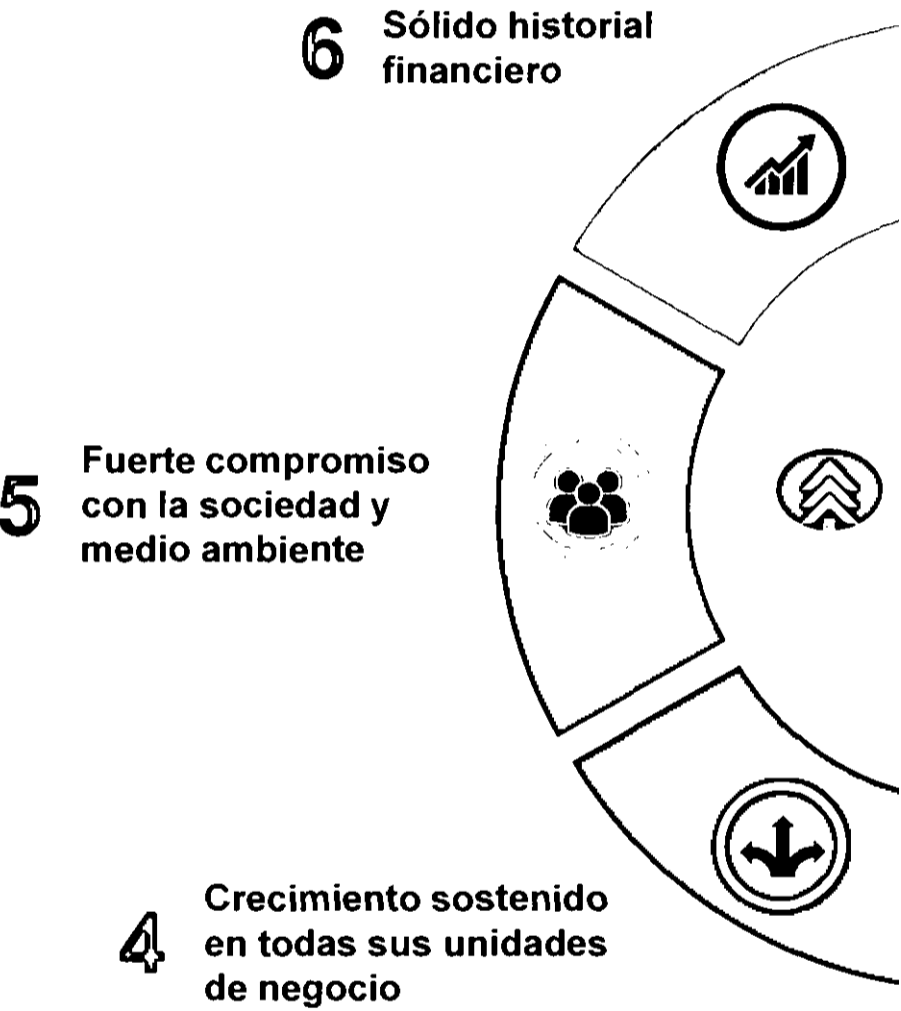 6
Sólido historial
financiero
5
Fuerte compromiso
con la sociedad y
medio ambiente
4
Crecimiento sostenido
en todas sus unidades
de negocio